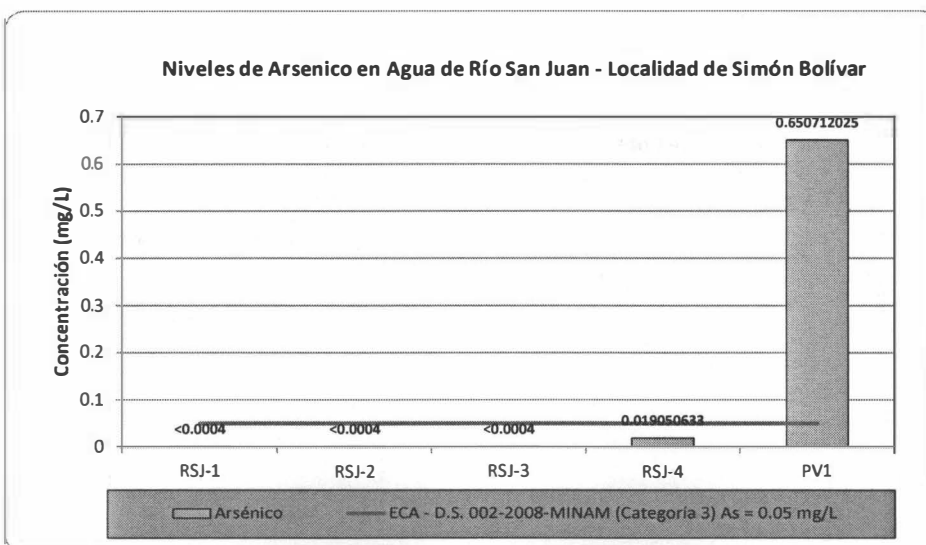 Niveles de Arsenico en Agua de Río San Juan - Localidad de Simón Bolívar
Concentración (mg/L)
0.7
0.6
0.5
0.4
0.3
0.2
0.1
0
<0.0004
<0.0004
<0.0004
0.019050633
0.650712025
RSJ-1
RSJ-2
RSJ-3
RSJ-4
PV1
Arsénico
ECA - D.S. 002-2008-MINAM (Categoría 3) As = 0.05 mg/L